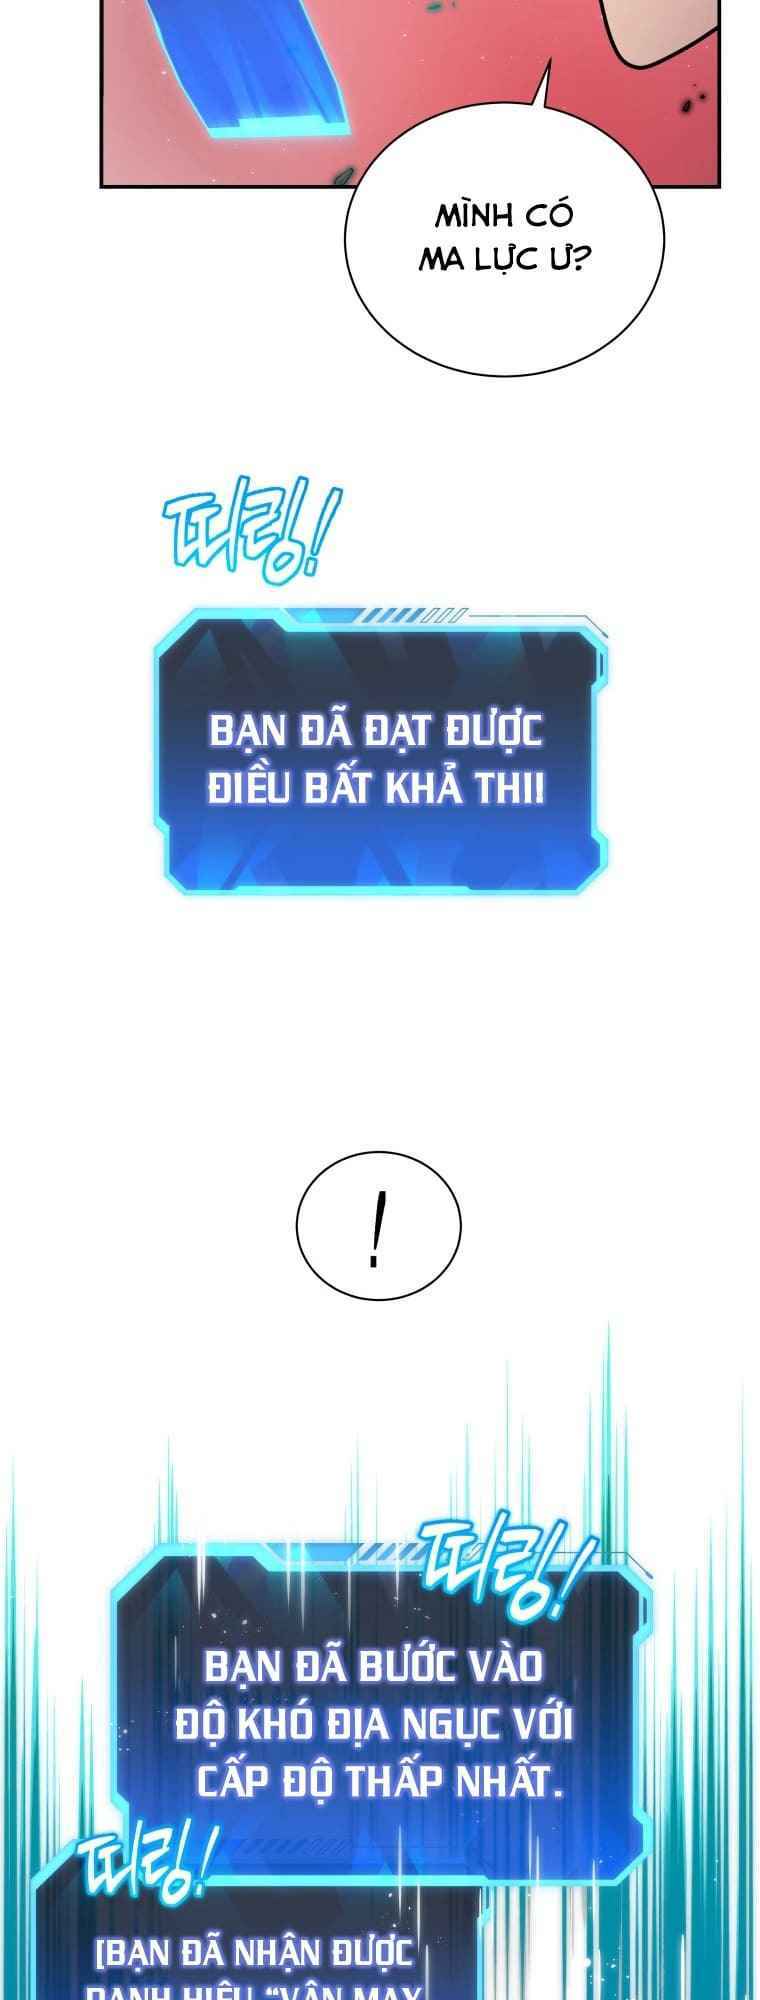 MÌNH CÓ
MA LỰC Ư?
띠링!
BẠN ĐÃ ĐẠT ĐƯỢC
ĐIỀU BẤT KHẢ THI!
!
띠링!
BẠN ĐÃ BƯỚC VÀO
ĐỘ KHÓ ĐỊA NGỤC VỚI
CẤP ĐỘ THẤP NHẤT.
띠링!
[BẠN ĐÃ NHẬN ĐƯỢC
DANH HIỆU "VẬN MAY